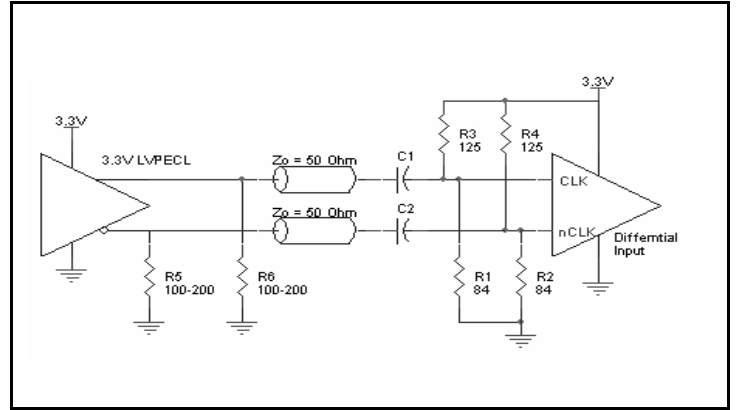 3.3V
3.3V
3.3V LVPECL
Zo = 50 Ohm
C1
R3
125
R4
125
CLK
Zo = 50 Ohm
C2
nCLK
Differntial
Input
R5
100-200
R6
100-200
R1
84
R2
84